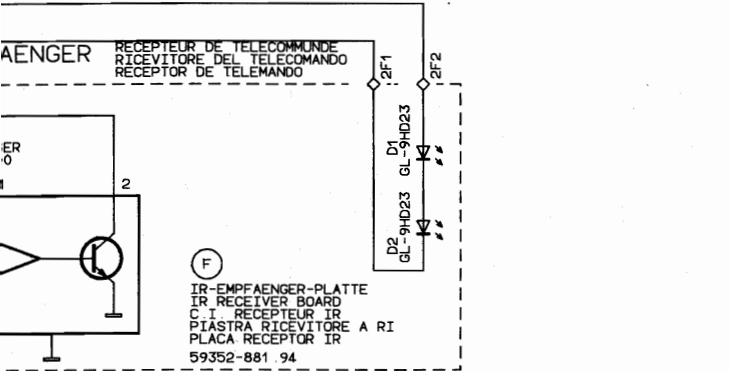 AENGER
RECEPTEUR DE TELECOMMUNDE
RICEVITORE DEL TELECOMANDO
RECEPTOR DE TELEMANDO
2F1
2F2
D1
GL-9HD23
ER
2
D2
GL-9HD23
F
IR-EMPFAENGER-PLATTE
IR RECEIVER BOARD
C.I. RECEPTEUR IR
PIASTRA RICEVITORE A RI
PLACA RECEPTOR IR
59352-881.94